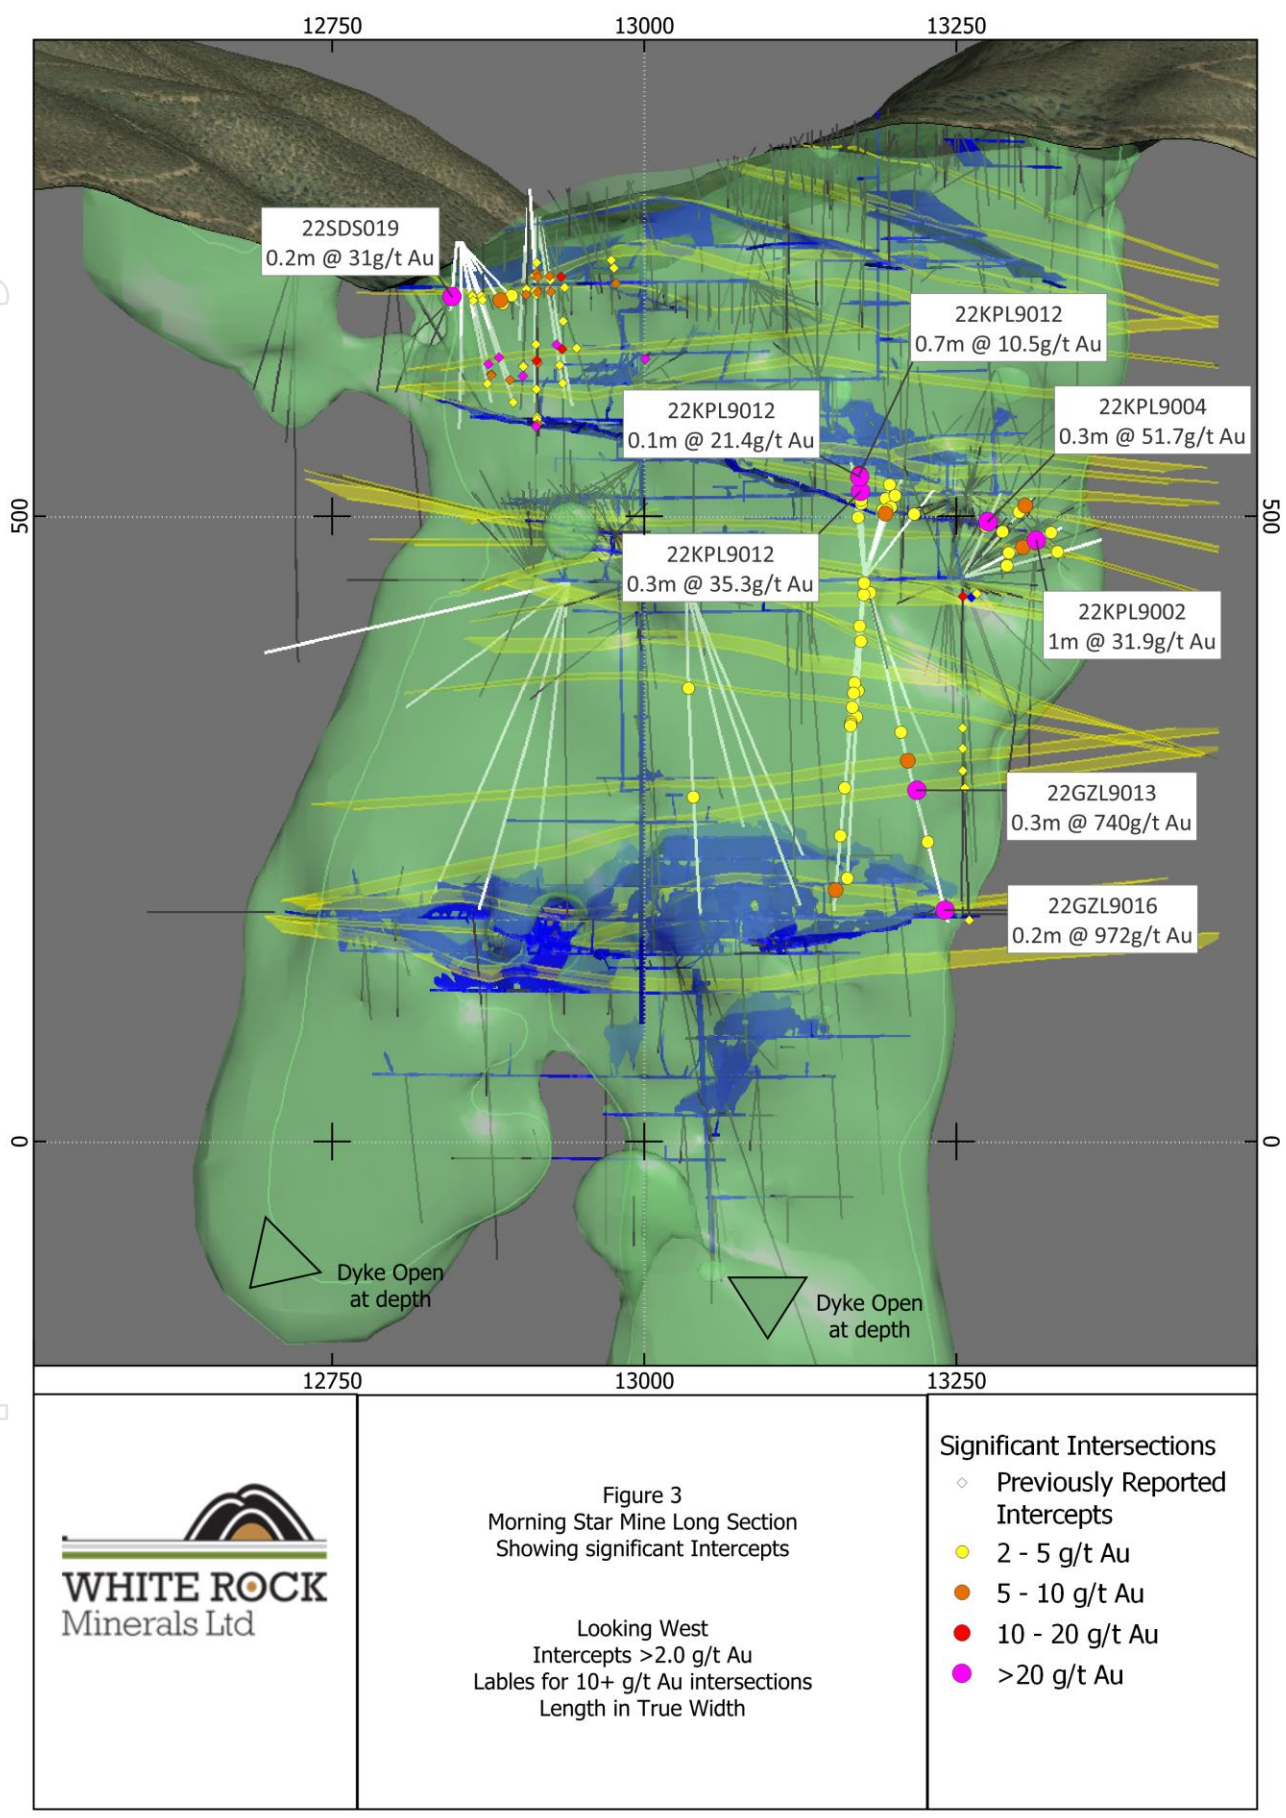 12750
13000
13250
22SDS019
0.2m @ 31g/t Au
22KPL9012
0.7m @ 10.5g/t Au
22KPL9012
0.1m @ 21.4g/t Au
22KPL9004
0.3m @ 51.7g/t Au
500
500
22KPL9012
0.3m @ 35.3g/t Au
22KPL9002
1m @ 31.9g/t Au
22GZL9013
0.3m @ 740g/t Au
22GZL9016
0.2m @ 972g/t Au
0
0
Dyke Open
at depth
Dyke Open
at depth
12750
13000
13250
WHITE ROCK
Minerals Ltd
Figure 3
Morning Star Mine Long Section
Showing significant Intercepts
Looking West
Intercepts >2.0 g/t Au
Lables for 10+ g/t Au intersections
Length in True Width
Significant Intersections
Previously Reported
Intercepts
2 - 5 g/t Au
5 - 10 g/t Au
10 - 20 g/t Au
>20 g/t Au